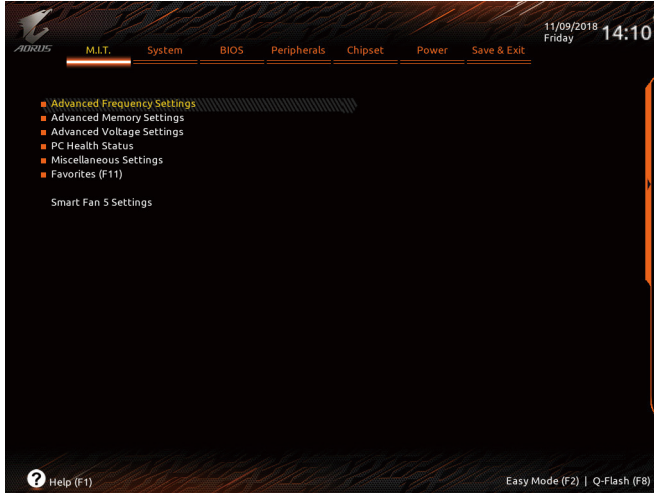 11/09/2018
Friday
14:10
AORUS
M.I.T. System BIOS Peripherals Chipset Power Save & Exit
Advanced Frequency Settings
Advanced Memory Settings
Advanced Voltage Settings
PC Health Status
Miscellaneous Settings
Favorites (F11)
Smart Fan 5 Settings
? Help (F1)
Easy Mode (F2) | Q-Flash (F8)